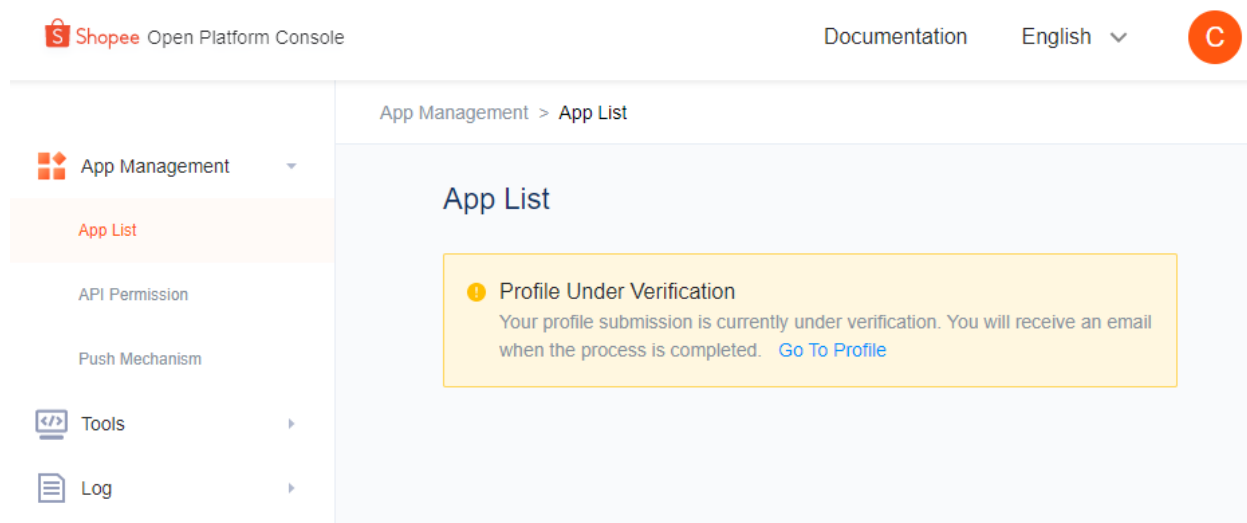 S Shopee Open Platform Console
Documentation
English
C
App Management > App List
App Management
App List
API Permission
Push Mechanism
Tools
Log
App List
Profile Under Verification
Your profile submission is currently under verification. You will receive an email
when the process is completed. Go To Profile